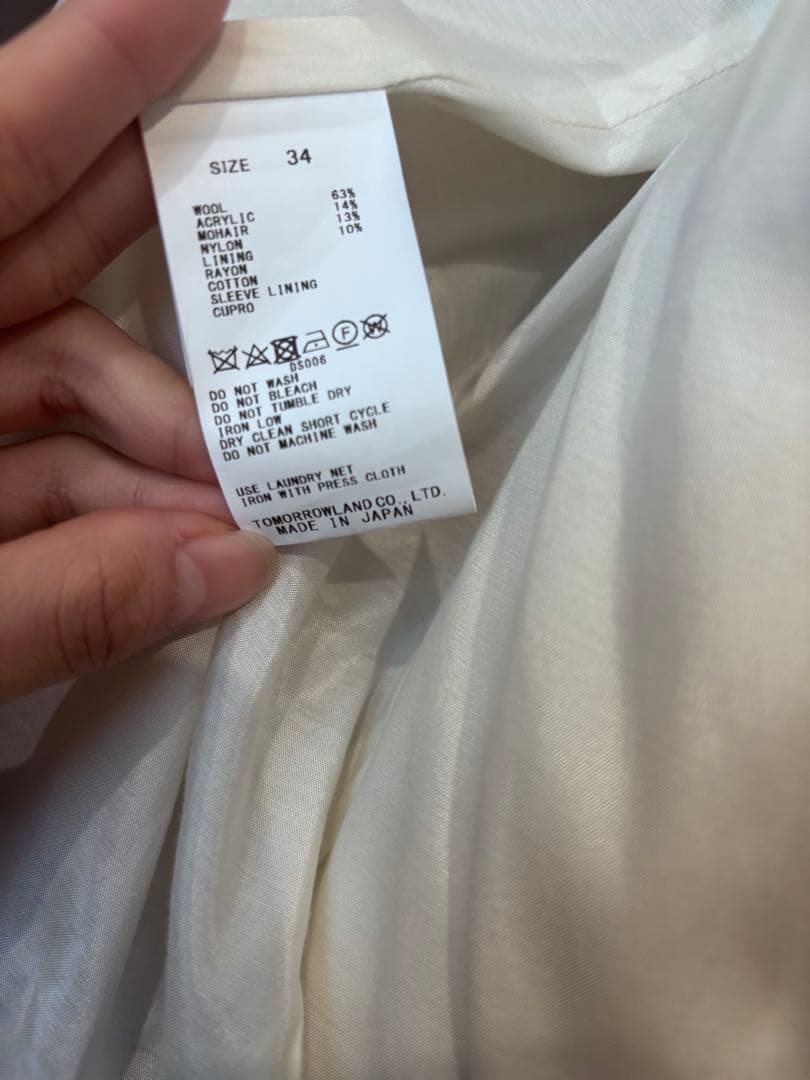 SIZE 34
WOOL 63%
ACRYLIC 14%
MOHAIR 13%
NYLON 10%
LINING
RAYON
COTTON
SLEEVE LINING
CUPRO
F W
DS006
DO NOT WASH
DO NOT BLEACH
DO NOT TUMBLE DRY
IRON LOW
DRY CLEAN SHORT CYCLE
DO NOT MACHINE WASH
USE LAUNDRY NET
IRON WITH PRESS CLOTH
TOMORROWLAND CO., LTD.
MADE IN JAPAN